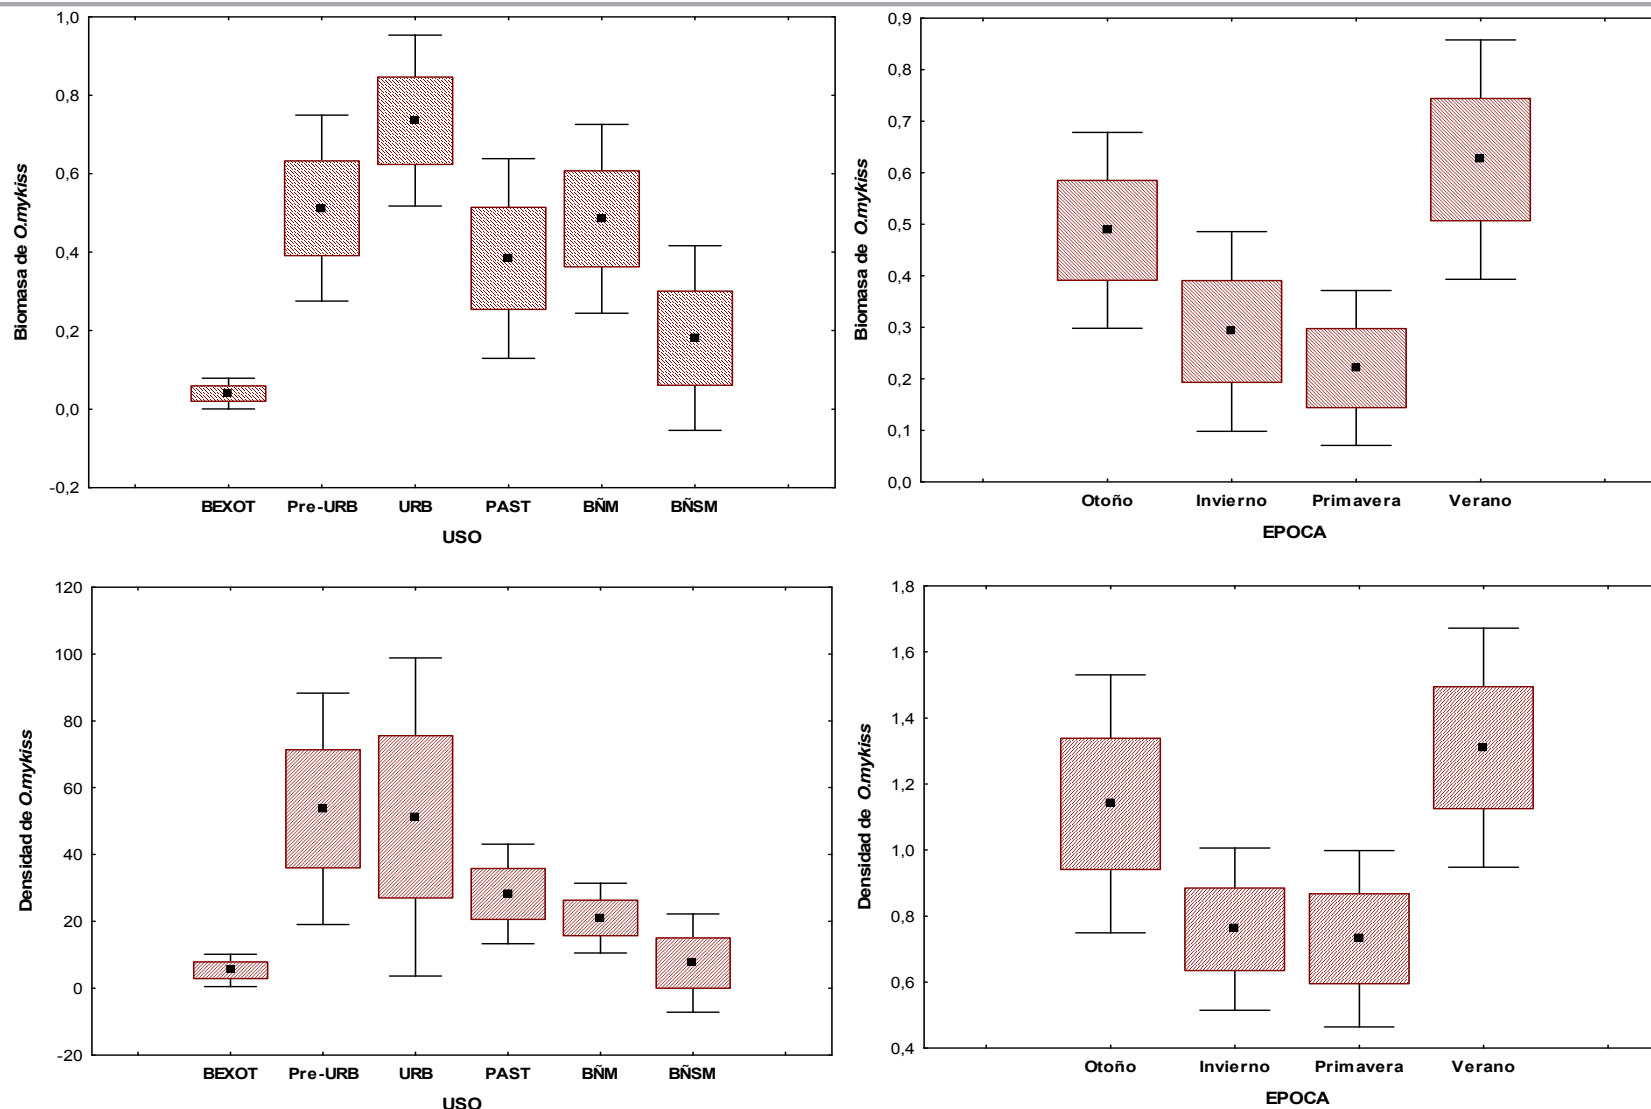 Biomasa de O.mykiss
1,0
0,8
0,6
0,4
0,2
0,0
-0,2
BEXOT Pre-URB URB PAST BÑM BÑSM
USO
Biomasa de O.mykiss
0,9
0,8
0,7
0,6
0,5
0,4
0,3
0,2
0,1
0,0
Otoño Invierno Primavera Verano
EPOCA
Densidad de O.mykiss
120
100
80
60
40
20
0
-20
BEXOT Pre-URB URB PAST BÑM BÑSM
USO
Densidad de O.mykiss
1,8
1,6
1,4
1,2
1,0
0,8
0,6
0,4
Otoño Invierno Primavera Verano
EPOCA